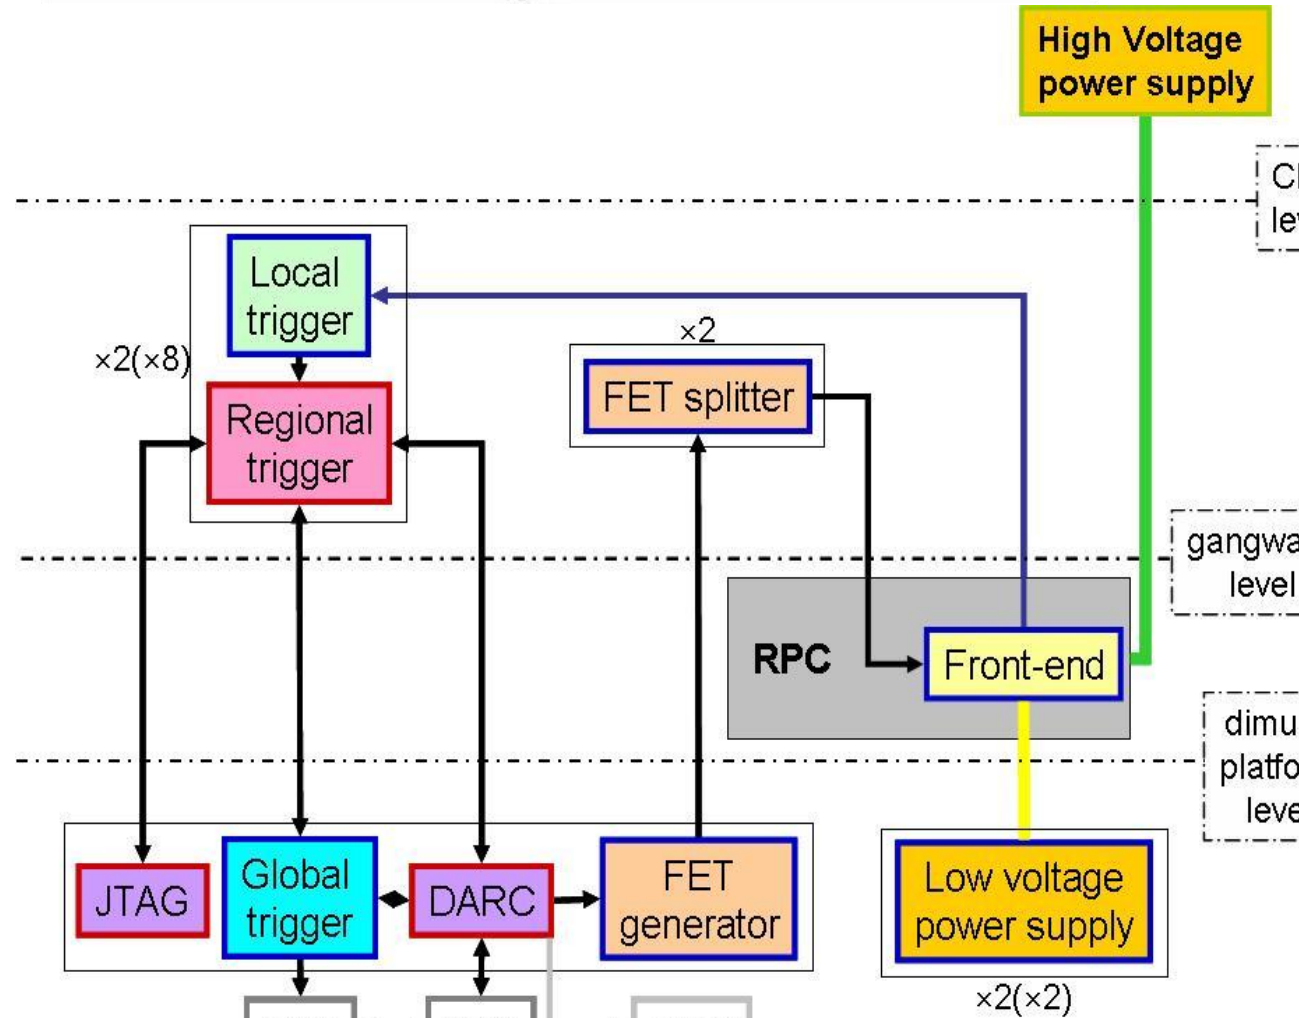 High Voltage
power supply
Local
trigger
×2(×8)
Regional
trigger
×2
FET splitter
level
RPC
Front-end
JTAG
Global
trigger
DARC
FET
generator
Low voltage
power supply
×2(×2)